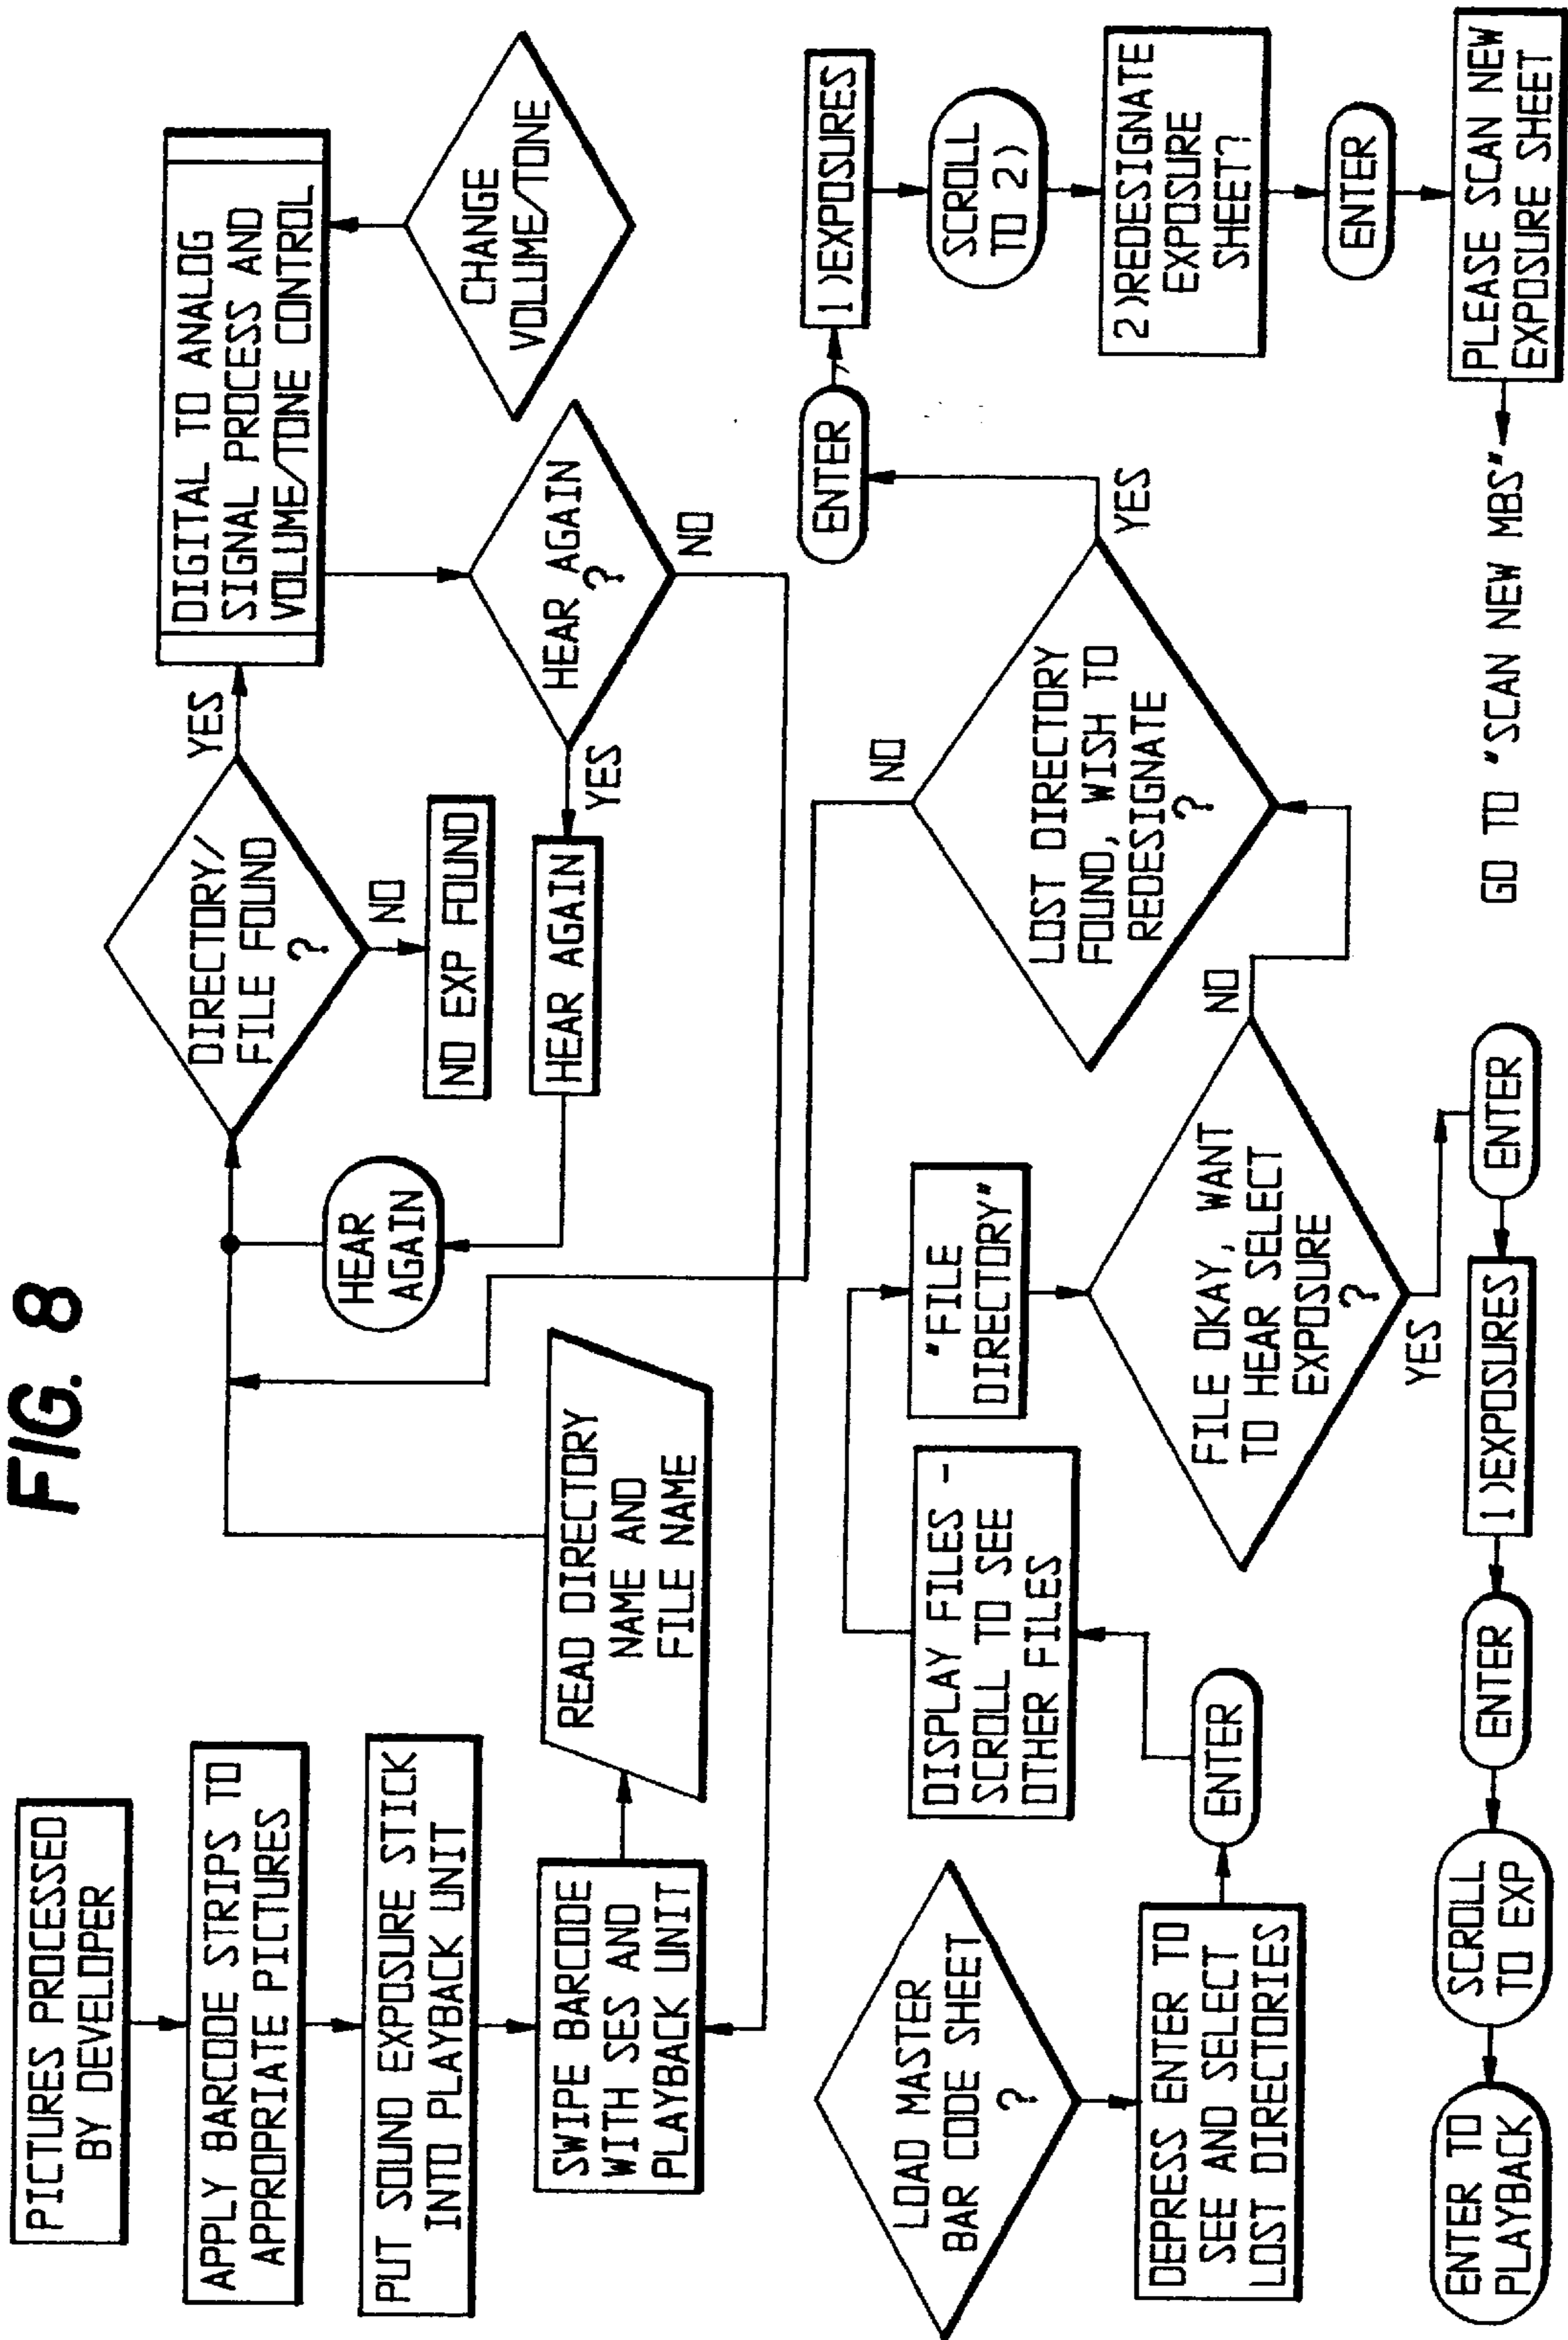 FIG. 8
PICTURES PROCESSED
BY DEVELOPER
APPLY BARCODE STRIPS TO
APPROPRIATE PICTURES
PUT SOUND EXPOSURE STICK
INTO PLAYBACK UNIT
SWIPE BARCODE
WITH SES AND
PLAYBACK UNIT
READ DIRECTORY
NAME AND
FILE NAME
DIRECTORY/
FILE FOUND
?
YES
NO
NO EXP FOUND
DIGITAL TO ANALOG
SIGNAL PROCESS AND
VOLUME/TONE CONTROL
CHANGE
VOLUME/TONE
HEAR AGAIN
?
NO
YES
HEAR AGAIN
HEAR
AGAIN
LOAD MASTER
BAR CODE SHEET
?
DEPRESS ENTER TO
SEE AND SELECT
LOST DIRECTORIES
ENTER
DISPLAY FILES -
SCROLL TO SEE
OTHER FILES
"FILE
DIRECTORY"
FILE OKAY, WANT
TO HEAR SELECT
EXPOSURE
?
YES
NO
ENTER
1)EXPOSURES
ENTER
SCROLL
TO EXP
ENTER TO
PLAYBACK
LOST DIRECTORY
FOUND, WISH TO
REDESIGNATE
?
NO
YES
ENTER
1)EXPOSURES
SCROLL
TO 2)
2)REDESIGNATE
EXPOSURE
SHEET?
ENTER
PLEASE SCAN NEW
EXPOSURE SHEET
GO TO "SCAN NEW MBS"